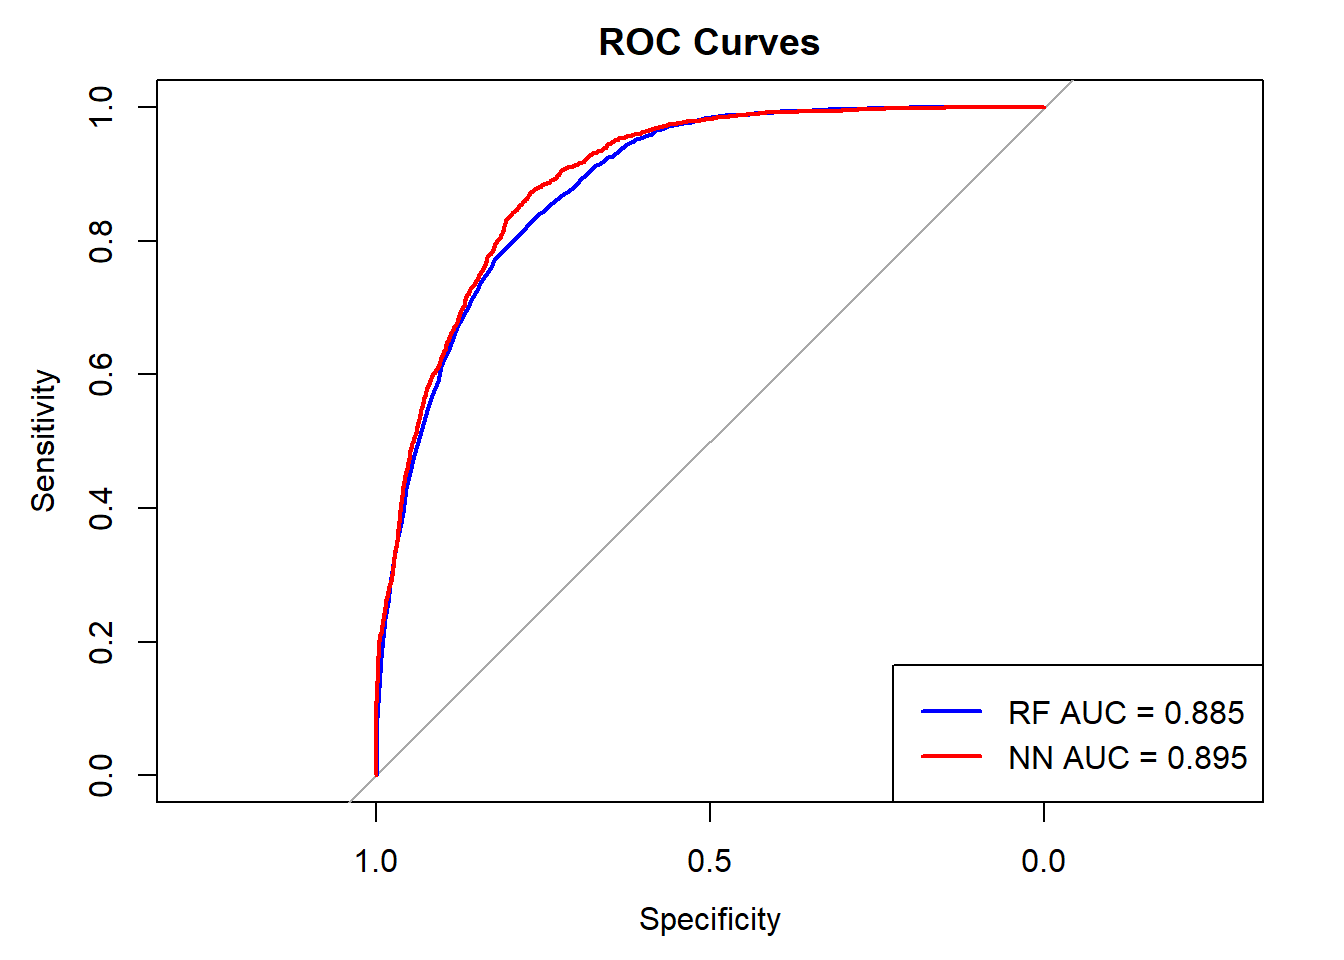 ROC Curves
Sensitivity
1.0
0.8
0.6
0.4
0.2
0.0
RF AUC = 0.885
NN AUC = 0.895
1.0 0.5 0.0
Specificity